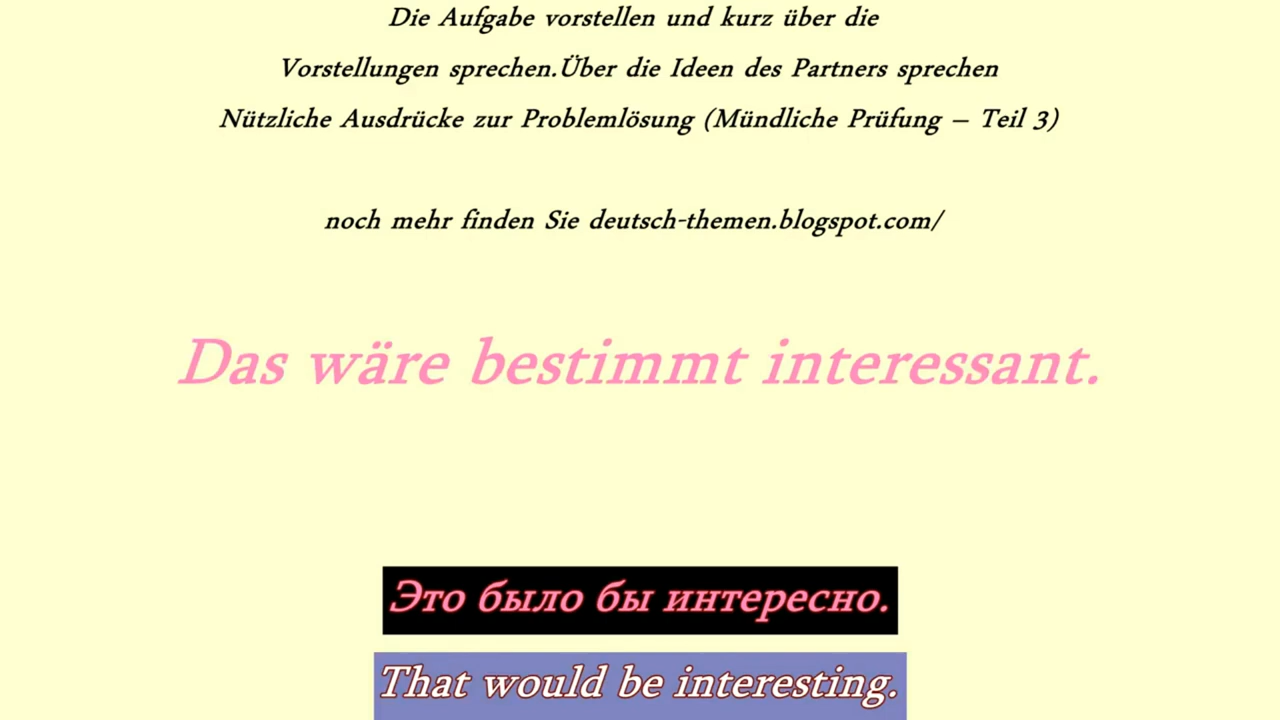 Die Aufgabe vorstellen und kurz über die
Vorstellungen sprechen.Über die Ideen des Partners sprechen
Nützliche Ausdrücke zur Problemlösung (Mündliche Prüfung – Teil 3)
noch mehr finden Sie deutsch-themen.blogspot.com/
Das wäre bestimmt interessant.
Это было бы интересно.
That would be interesting.